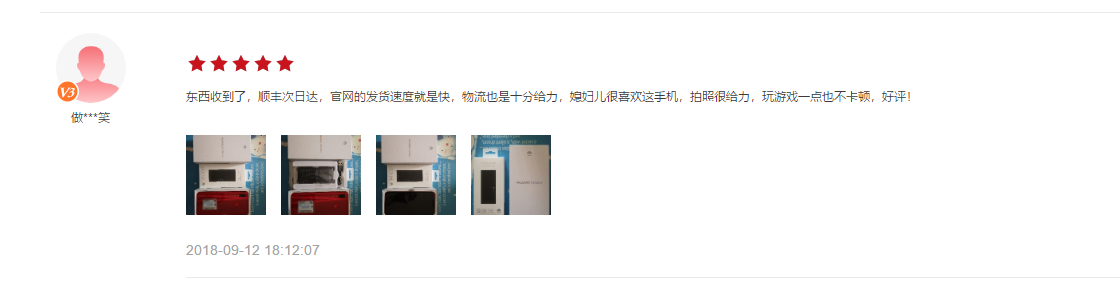 V3
做***笑
东西收到了，顺丰次日达，官网的发货速度就是快，物流也是十分给力，媳妇儿很喜欢这手机，拍照很给力，玩游戏一点也不卡顿，好评！
2018-09-12 18:12:07